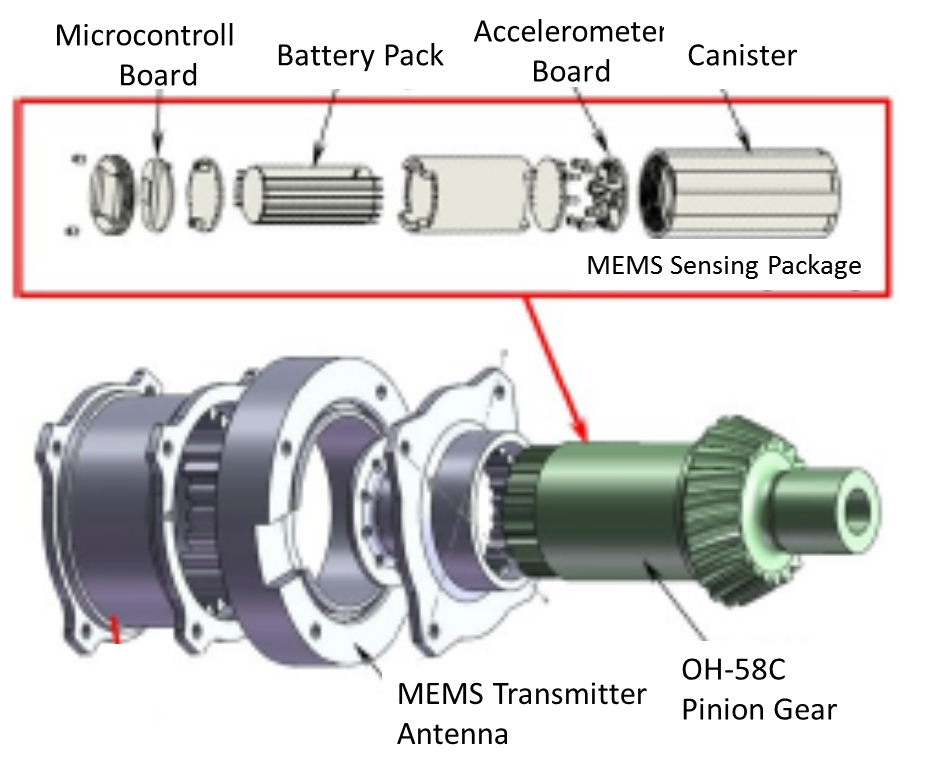 Microcontroll
Board
Battery Pack
Accelerometer
Board
Canister
MEMS Sensing Package
MEMS Transmitter
Antenna
OH-58C
Pinion Gear